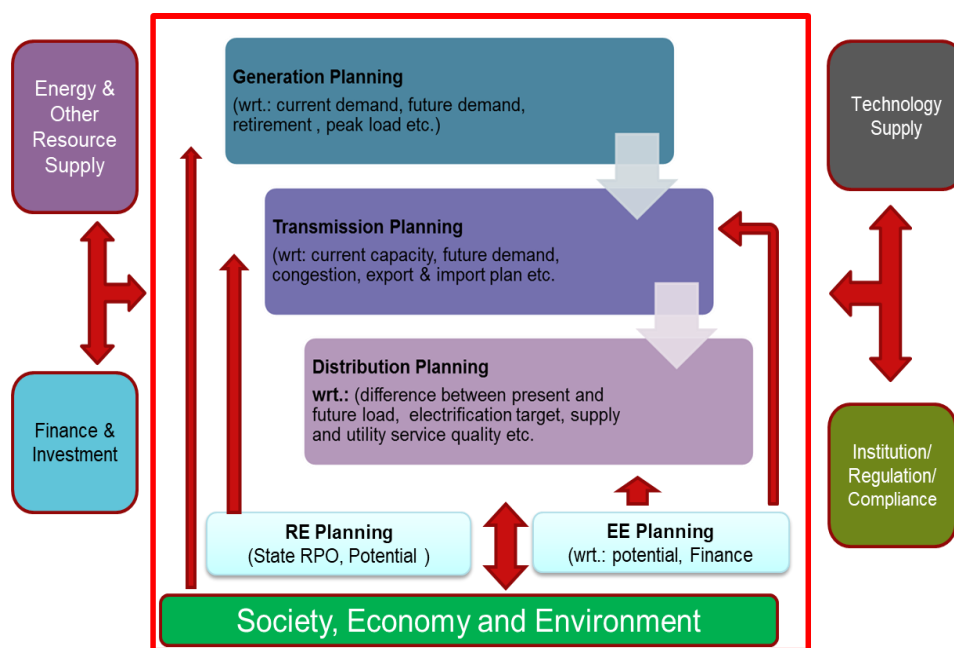 Energy &
Other
Resource
Supply
Finance &
Investment
Generation Planning
(wrt.: current demand, future demand,
retirement , peak load etc.)
Transmission Planning
(wrt: current capacity, future demand,
congestion, export & import plan etc.
Distribution Planning
wrt.: (difference between present and
future load, electrification target, supply
and utility service quality etc.
RE Planning
(State RPO, Potential )
EE Planning
(wrt.: potential, Finance
Society, Economy and Environment
Technology
Supply
Institution/
Regulation/
Compliance